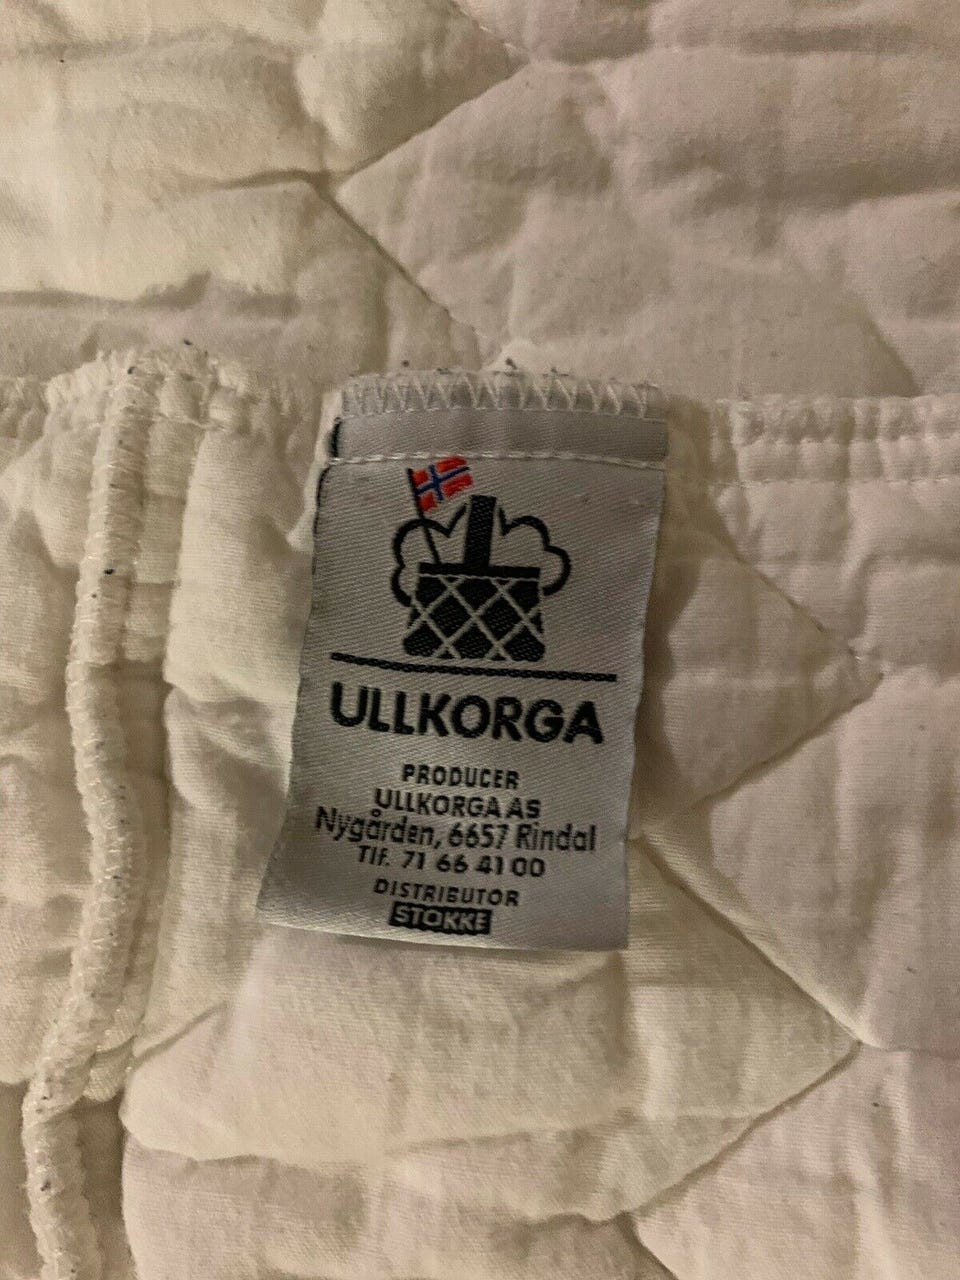 ULLKORGA
PRODUCER
ULLKORGA AS
Nygården, 6657 Rindal
Tlf. 71 66 41 00
DISTRIBUTOR
STOKKE